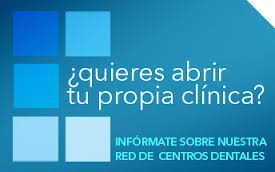 ¿quieres abrir
tu propia clínica?
INFÓRMATE SOBRE NUESTRA
RED DE CENTROS DENTALES